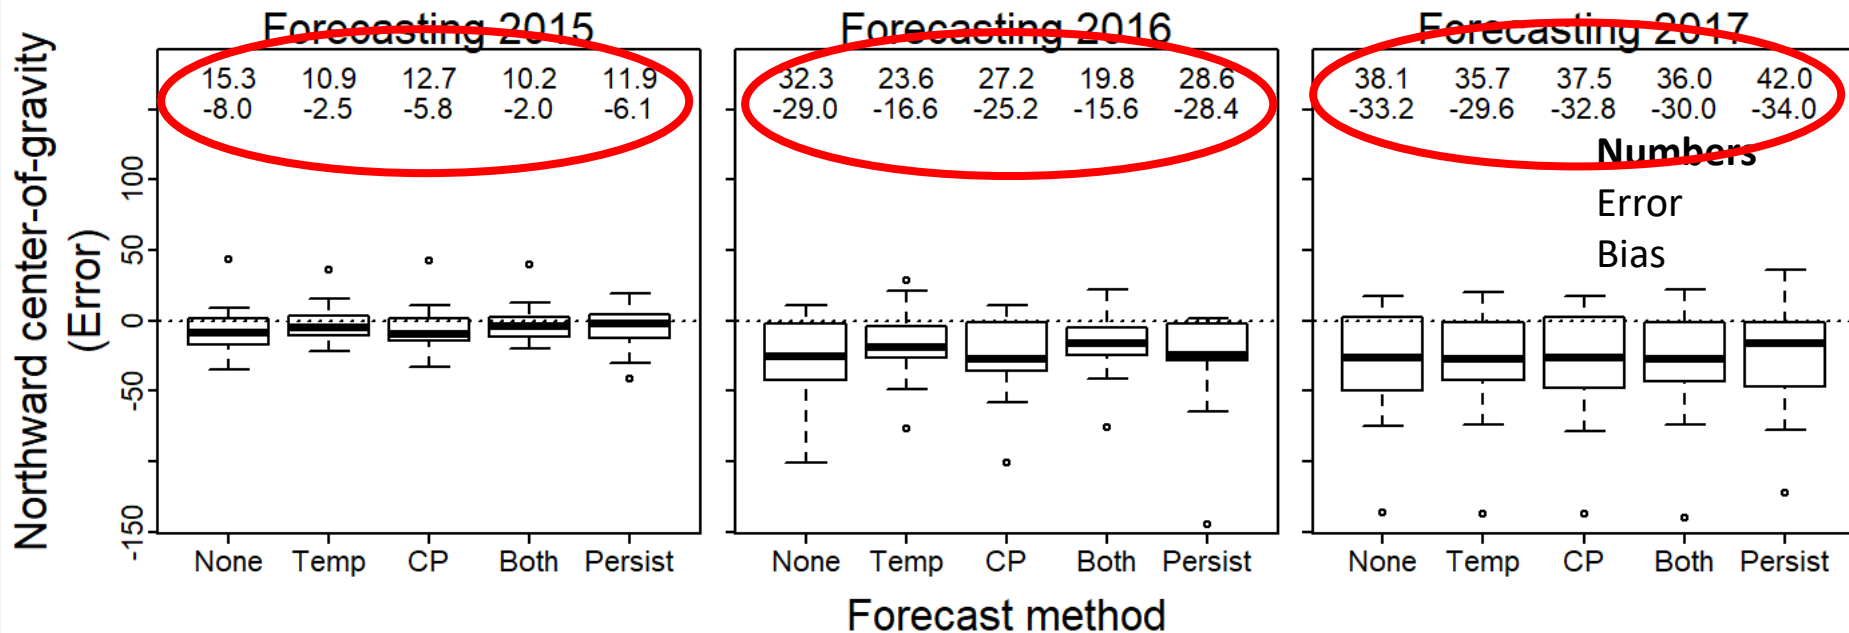 Forecasting 2015 Forecasting 2016 Forecasting 2017
15.3 10.9 12.7 10.2 11.9 32.3 23.6 27.2 19.8 28.6 38.1 35.7 37.5 36.0 42.0
-8.0 -2.5 -5.8 -2.0 -6.1 -29.0 -16.6 -25.2 -15.6 -28.4 -33.2 -29.6 -32.8 -30.0 -34.0
Numbers
Error
Bias
Northward center-of-gravity
(Error)
100
50
0
-50
-150
None Temp CP Both Persist None Temp CP Both Persist None Temp CP Both Persist
Forecast method